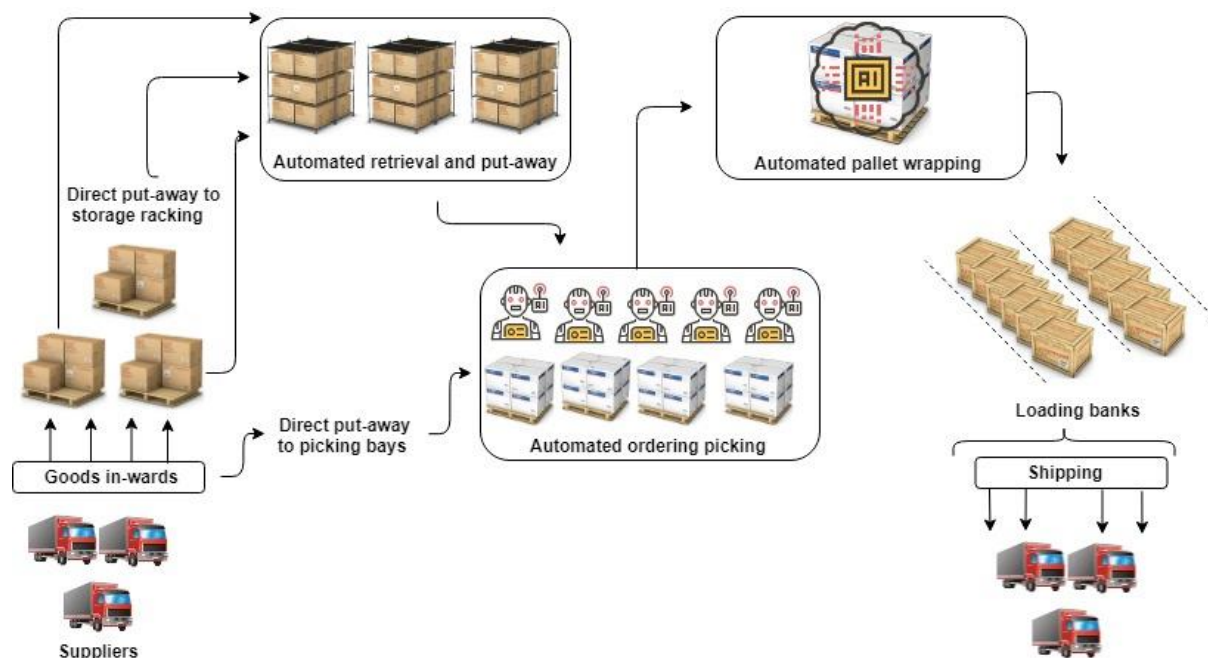 Automated retrieval and put-away
AI
Automated pallet wrapping
Direct put-away to
storage racking
AI
AI
AI
AI
AI
Automated ordering picking
Direct put-away
to picking bays
Goods in-wards
Suppliers
Loading banks
Shipping